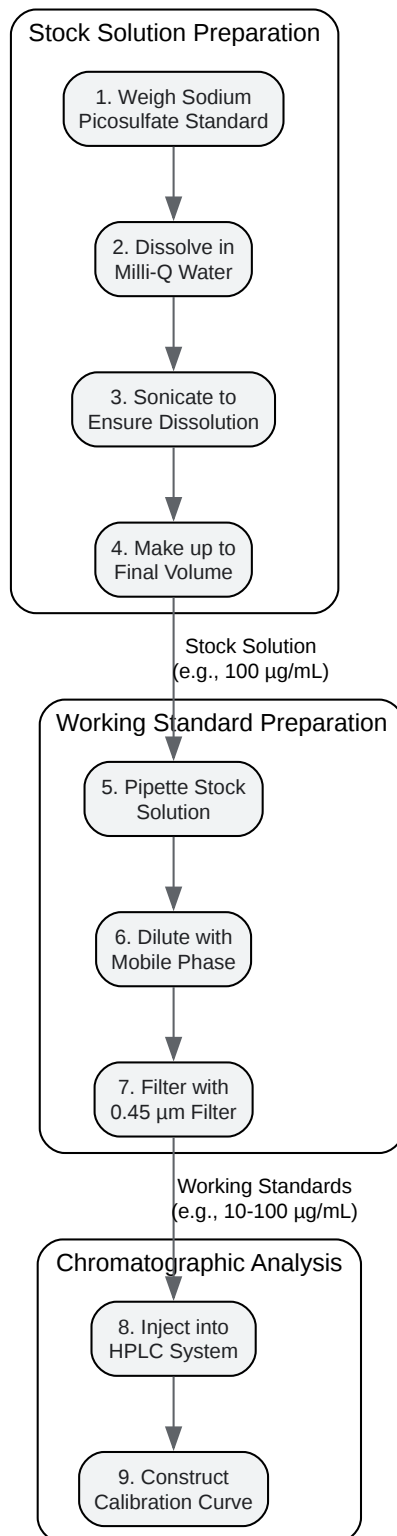 Stock Solution Preparation
1. Weigh Sodium
Picosulfate Standard
2. Dissolve in
Milli-Q Water
3. Sonicate to
Ensure Dissolution
4. Make up to
Final Volume
Stock Solution
(e.g., 100 µg/mL)
Working Standard Preparation
5. Pipette Stock
Solution
6. Dilute with
Mobile Phase
7. Filter with
0.45 µm Filter
Working Standards
(e.g., 10-100 µg/mL)
Chromatographic Analysis
8. Inject into
HPLC System
9. Construct
Calibration Curve